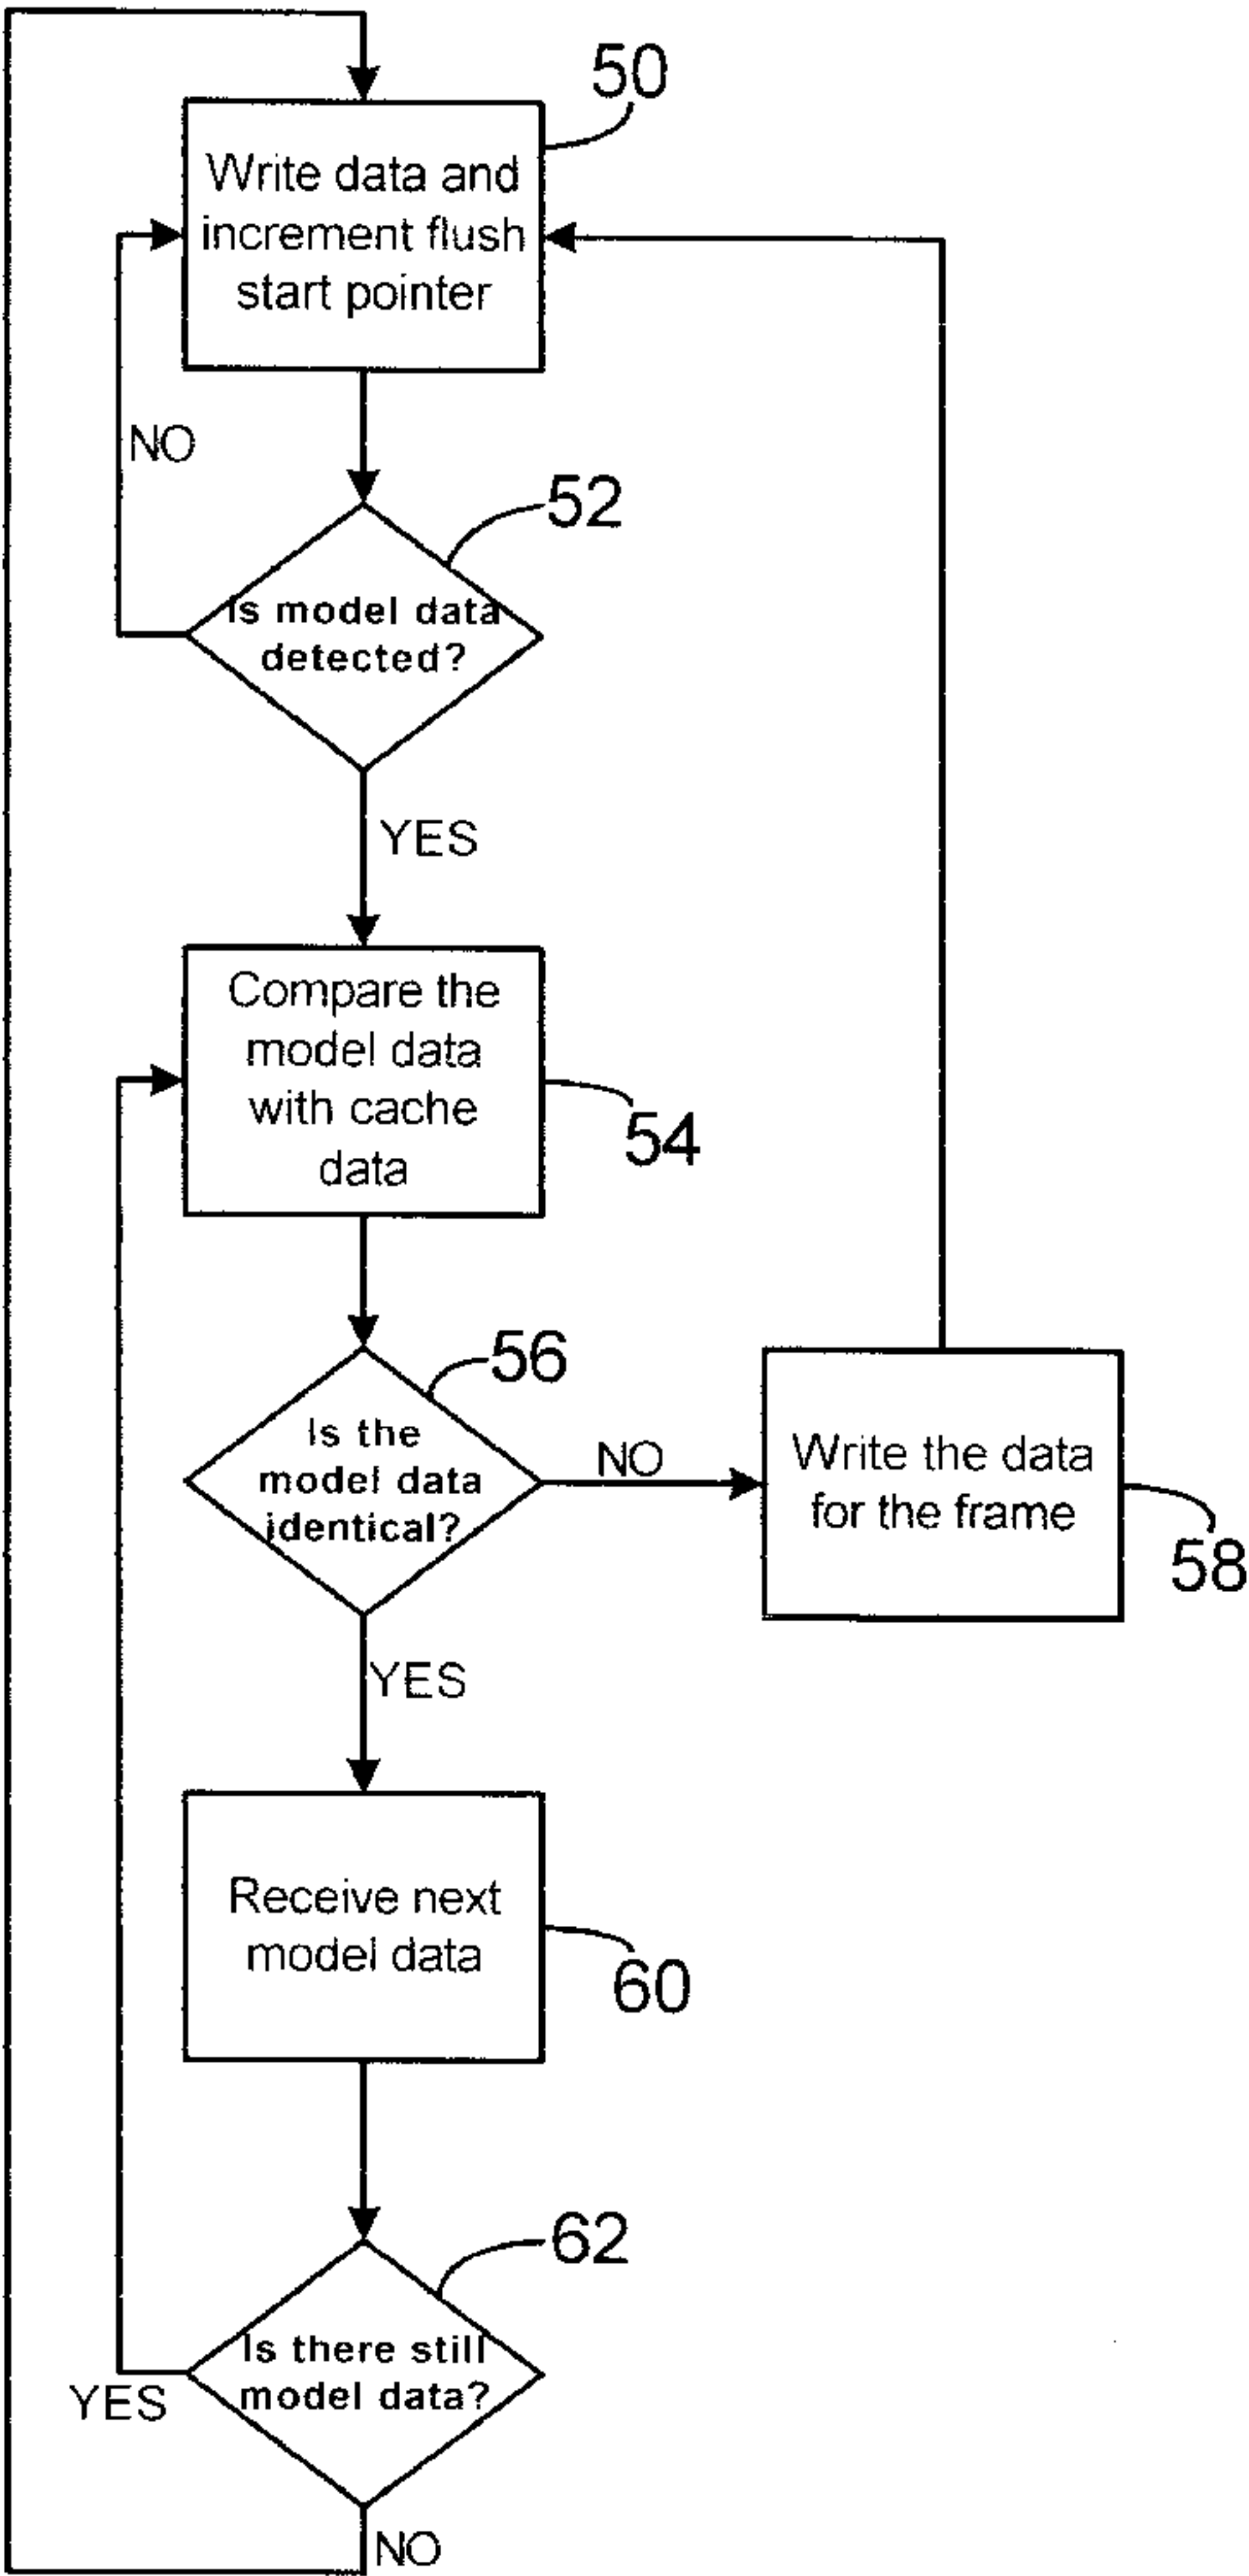 50
Write data and
increment flush
start pointer
NO
52
Is model data
detected?
YES
Compare the
model data
with cache
data
54
56
Is the
model data
identical?
NO
Write the data
for the frame
58
YES
Receive next
model data
60
62
Is there still
model data?
YES
NO